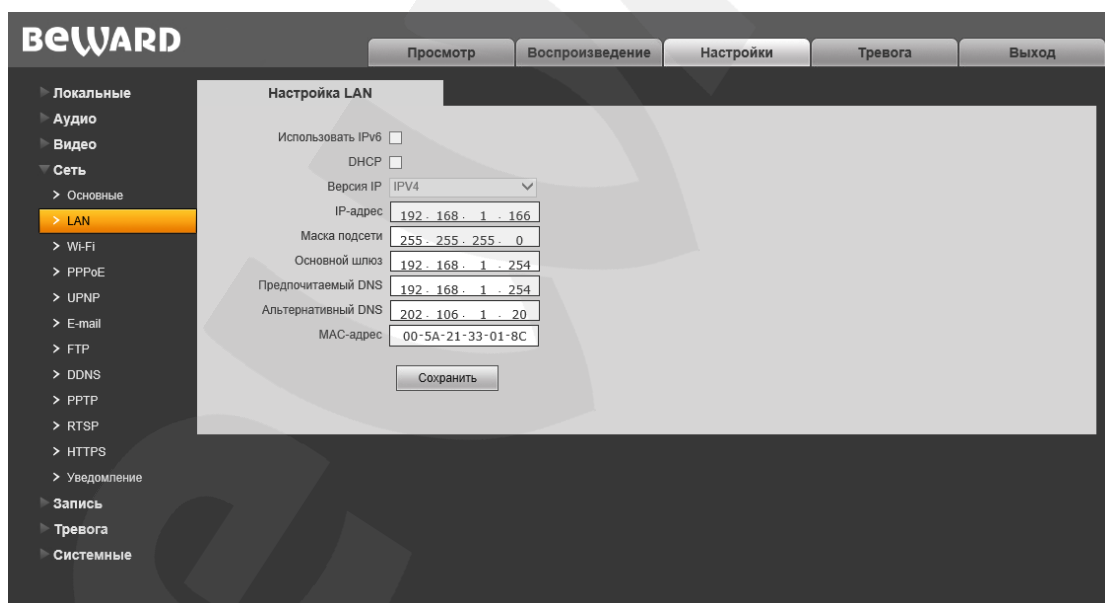 BEWARD
Просмотр Воспроизведение Настройки Тревога Выход
Локальные
Аудио
Видео
Сеть
> Основные
> LAN
> Wi-Fi
> PPPoE
> UPNP
> E-mail
> FTP
> DDNS
> PPTP
> RTSP
> HTTPS
> Уведомление
Запись
Тревога
Системные
Настройка LAN
Использовать IPv6
DHCP
Версия IP IPV4
IP-адрес 192 . 168 . 1 . 166
Маска подсети 255 . 255 . 255 . 0
Основной шлюз 192 . 168 . 1 . 254
Предпочитаемый DNS 192 . 168 . 1 . 254
Альтернативный DNS 202 . 106 . 1 . 20
MAC-адрес 00-5A-21-33-01-8C
Сохранить